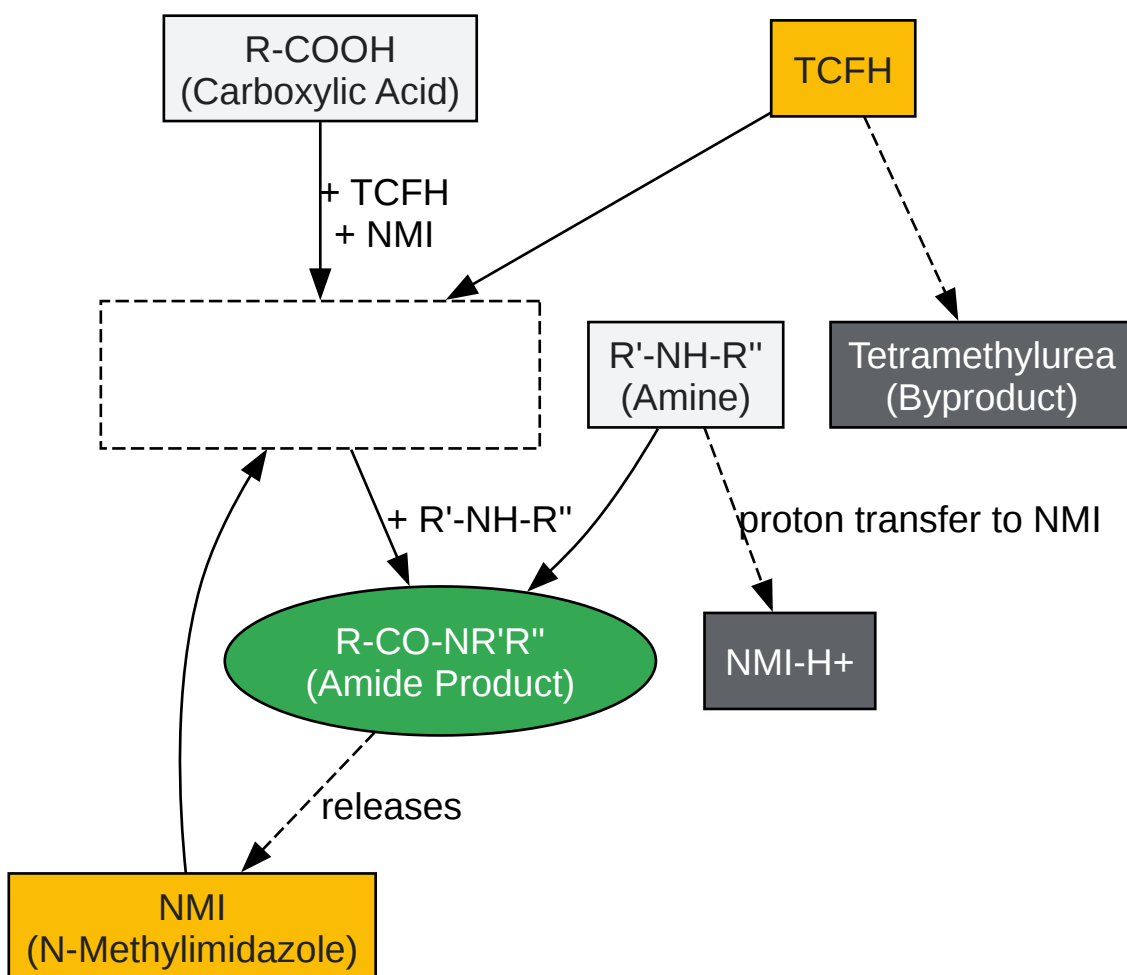 R-COOH
(Carboxylic Acid)
TCFH
+ TCFH
+ NMI
R'-NH-R"
(Amine)
Tetramethylurea
(Byproduct)
+ R'-NH-R"
proton transfer to NMI
R-CO-NR'R"
(Amide Product)
NMI-H+
releases
NMI
(N-Methylimidazole)